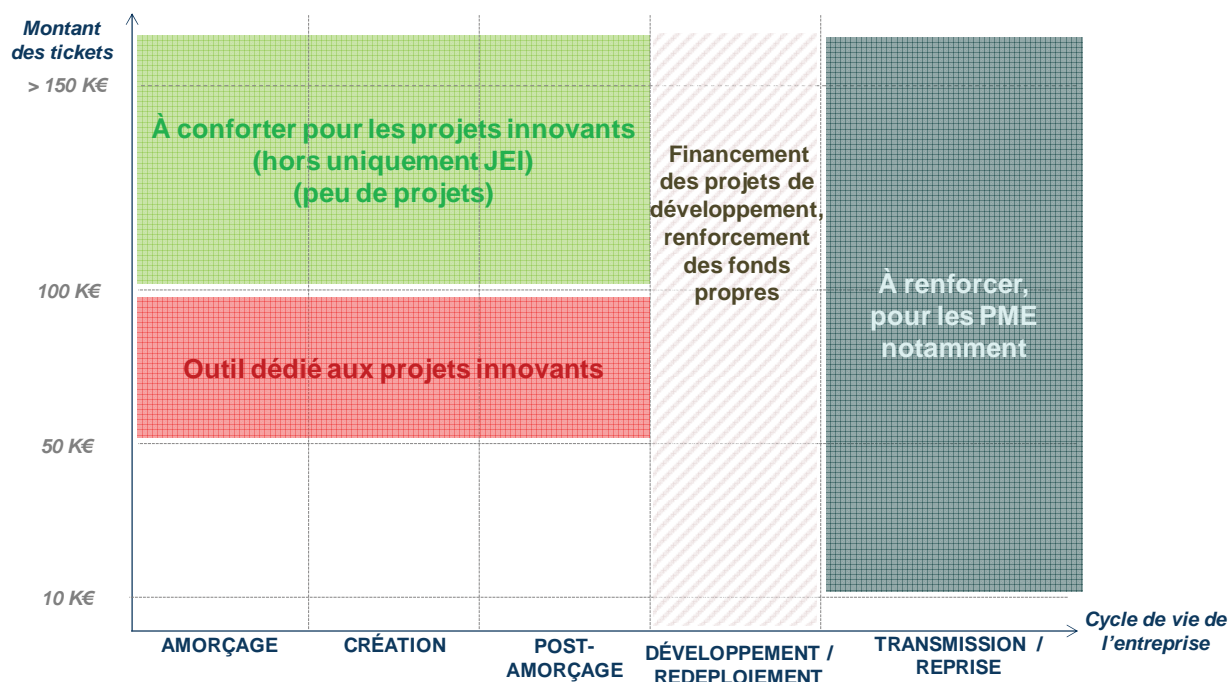 Montant
des tickets
> 150 K€
À conforter pour les projets innovants
(hors uniquement JEI)
(peu de projets)
Financement
des projets de
développement,
renforcement
des fonds
propres
100 K€
À renforcer,
pour les PME
notamment
Outil dédié aux projets innovants
50 K€
10 K€
Cycle de vie de
l’entreprise
AMORÇAGE
CRÉATION
POST-
AMORÇAGE
DÉVELOPPEMENT /
REDEPLOIEMENT
TRANSMISSION /
REPRISE